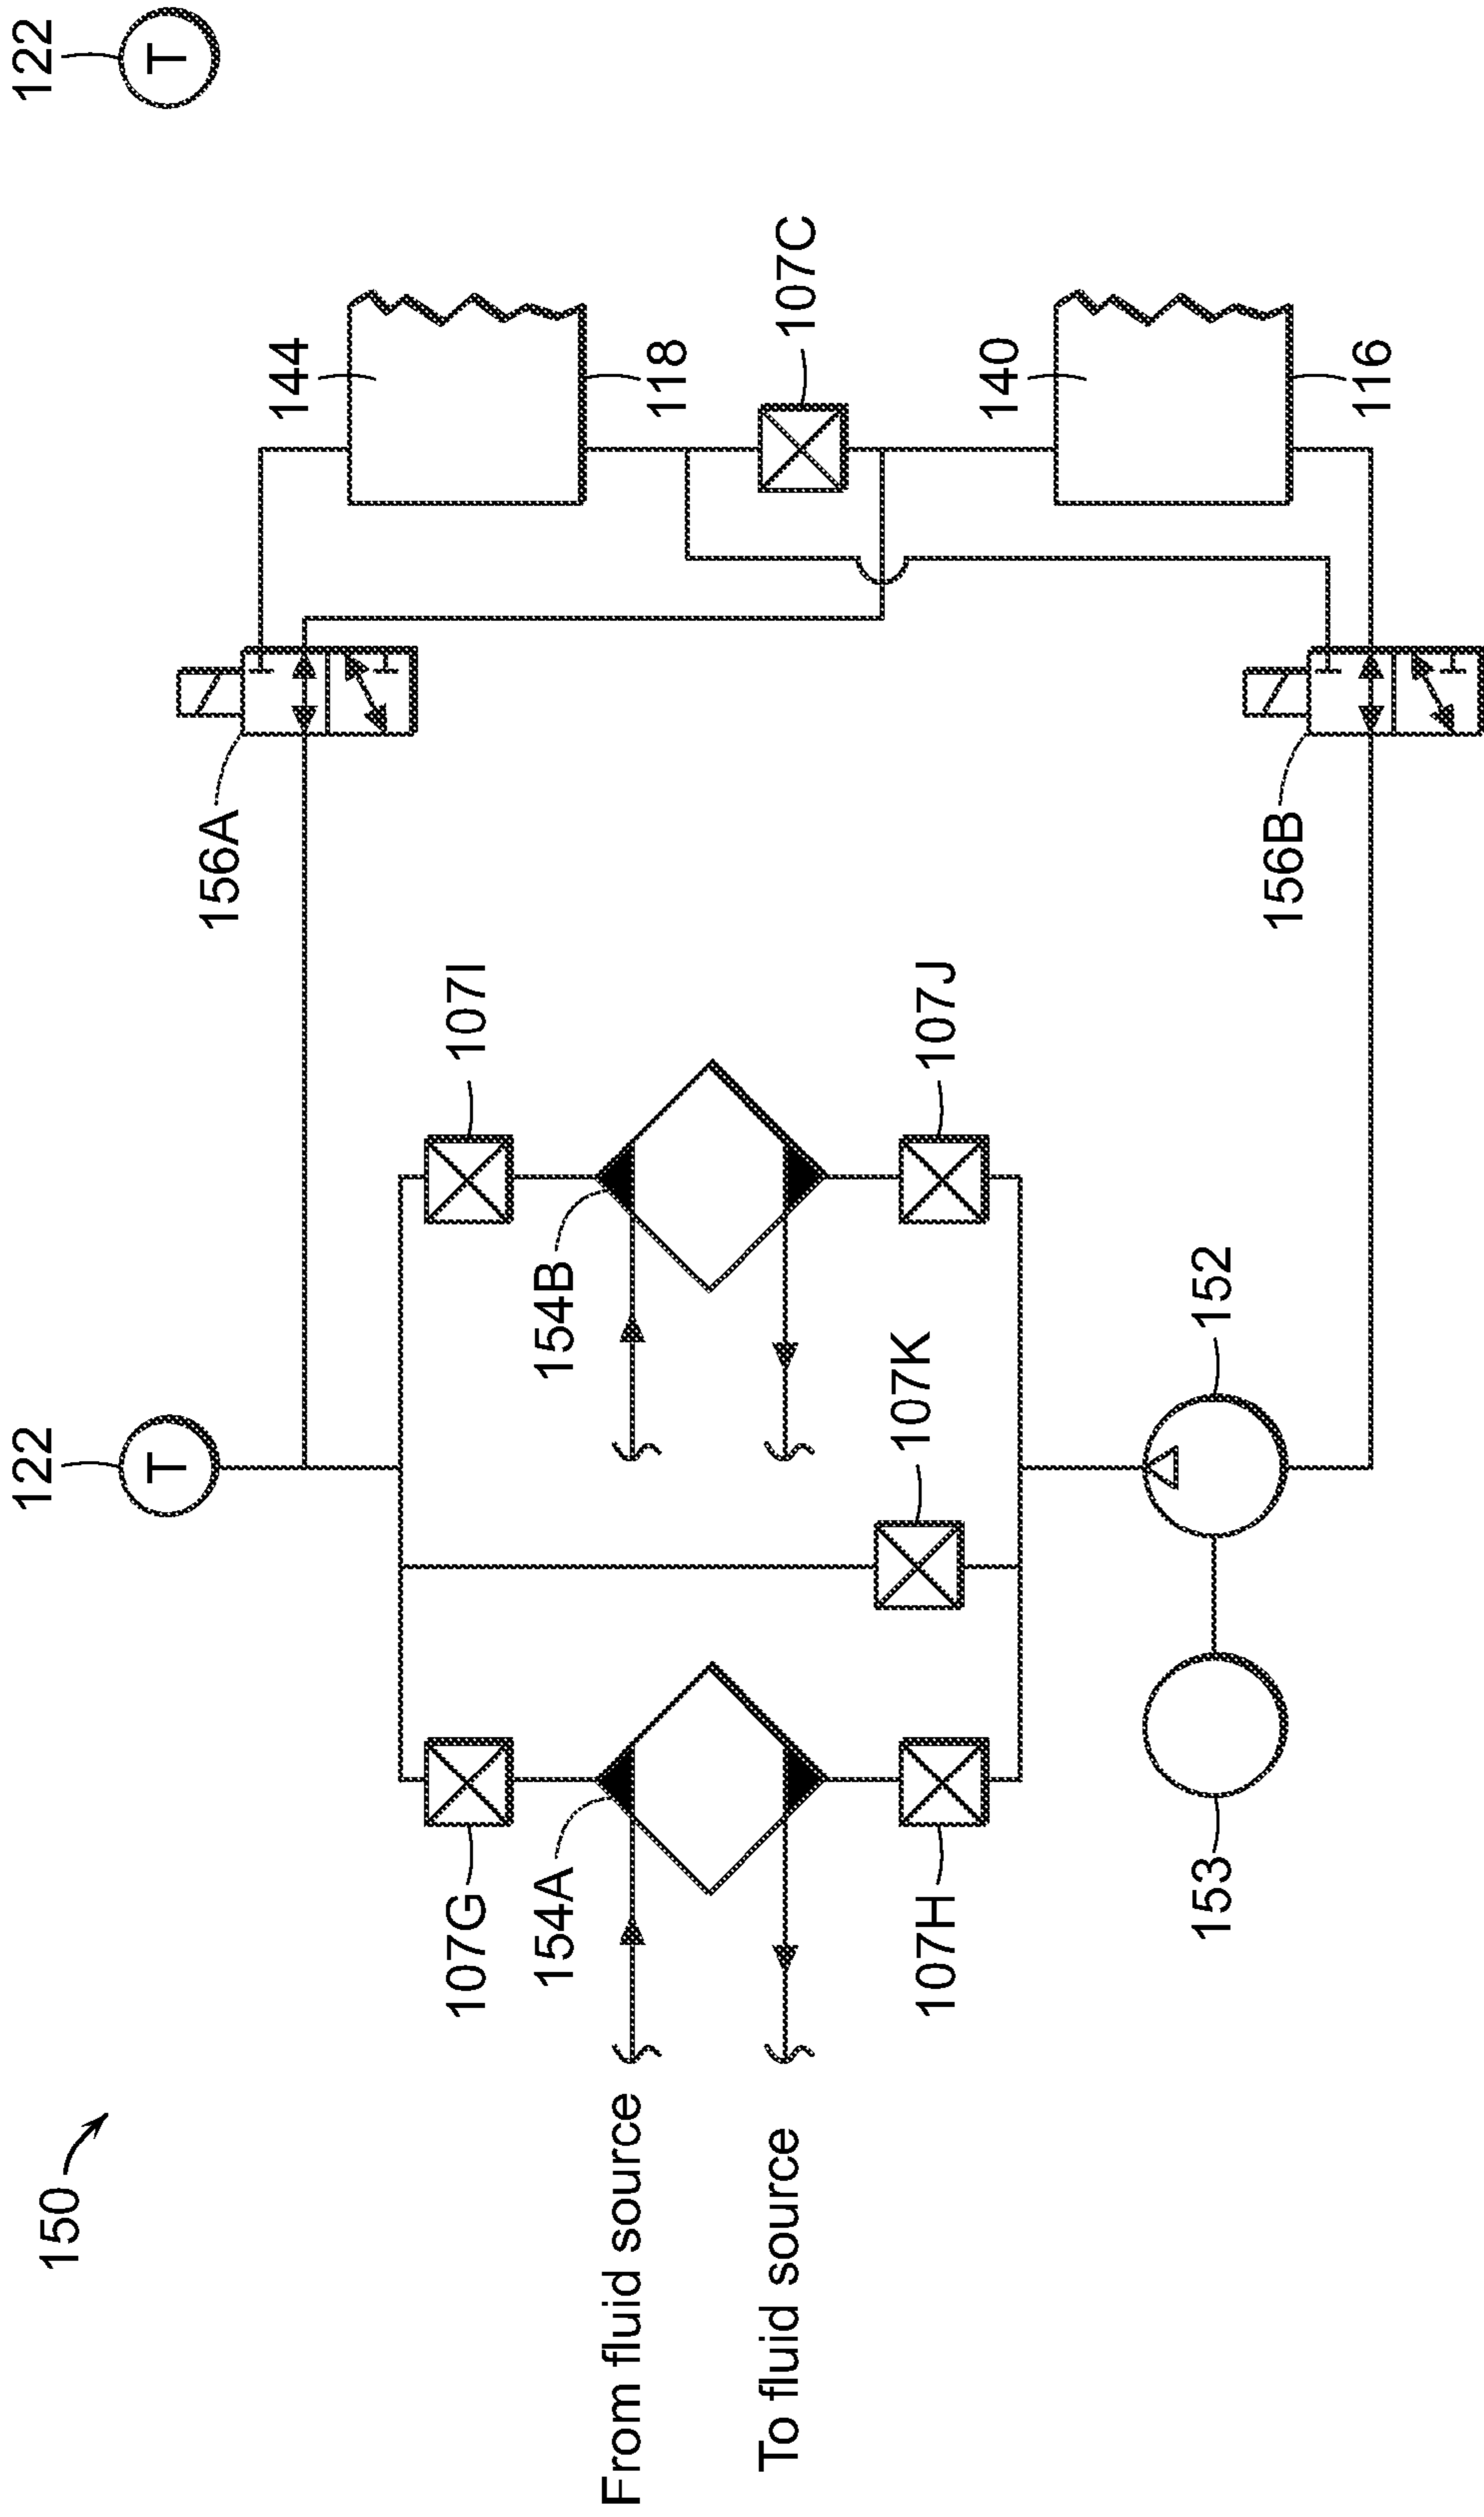 150
122
T
122
T
156A
144
107G
107I
118
154A
154B
From fluid source
To fluid source
107C
107K
107H
107J
140
153
152
156B
116